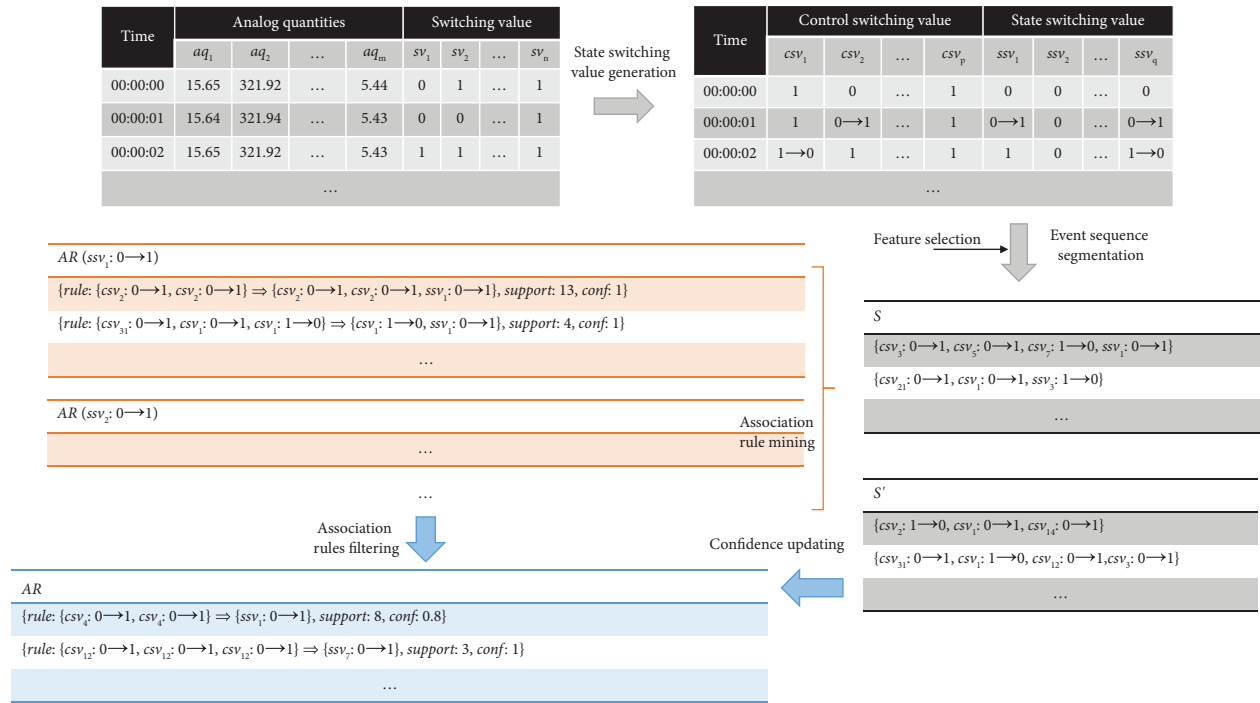 Time Analog quantities Switching value
aq1 aq2 … aqm sv1 sv2 … svn
00:00:00 15.65 321.92 … 5.44 0 1 … 1
00:00:01 15.64 321.94 … 5.43 0 0 … 1
00:00:02 15.65 321.92 … 5.43 1 1 … 1
…
State switching
value generation
Time Control switching value State switching value
csv1 csv2 … csvp ssv1 ssv2 … ssvq
00:00:00 1 0 … 1 0 0 … 0
00:00:01 1 0→1 … 1 0→1 0 … 0→1
00:00:02 1→0 1 … 1 1 0 … 1→0
…
Feature selection
Event sequence
segmentation
S
{csv3: 0→1, csv5: 0→1, csv7: 1→0, ssv1: 0→1}
{csv21: 0→1, csv1: 0→1, ssv3: 1→0}
…
S'
{csv2: 1→0, csv1: 0→1, csv14: 0→1}
{csv31: 0→1, csv1: 1→0, csv12: 0→1,csv3: 0→1}
…
Association
rule mining
AR (ssv1: 0→1)
{rule: {csv2: 0→1, csv2: 0→1} ⇒ {csv2: 0→1, csv2: 0→1, ssv1: 0→1}, support: 13, conf: 1}
{rule: {csv31: 0→1, csv1: 0→1, csv1: 1→0} ⇒ {csv1: 1→0, ssv1: 0→1}, support: 4, conf: 1}
…
AR (ssv2: 0→1)
…
…
Association
rules filtering
Confidence updating
AR
{rule: {csv4: 0→1, csv4: 0→1} ⇒ {ssv1: 0→1}, support: 8, conf: 0.8}
{rule: {csv12: 0→1, csv12: 0→1, csv12: 0→1} ⇒ {ssv7: 0→1}, support: 3, conf: 1}
…